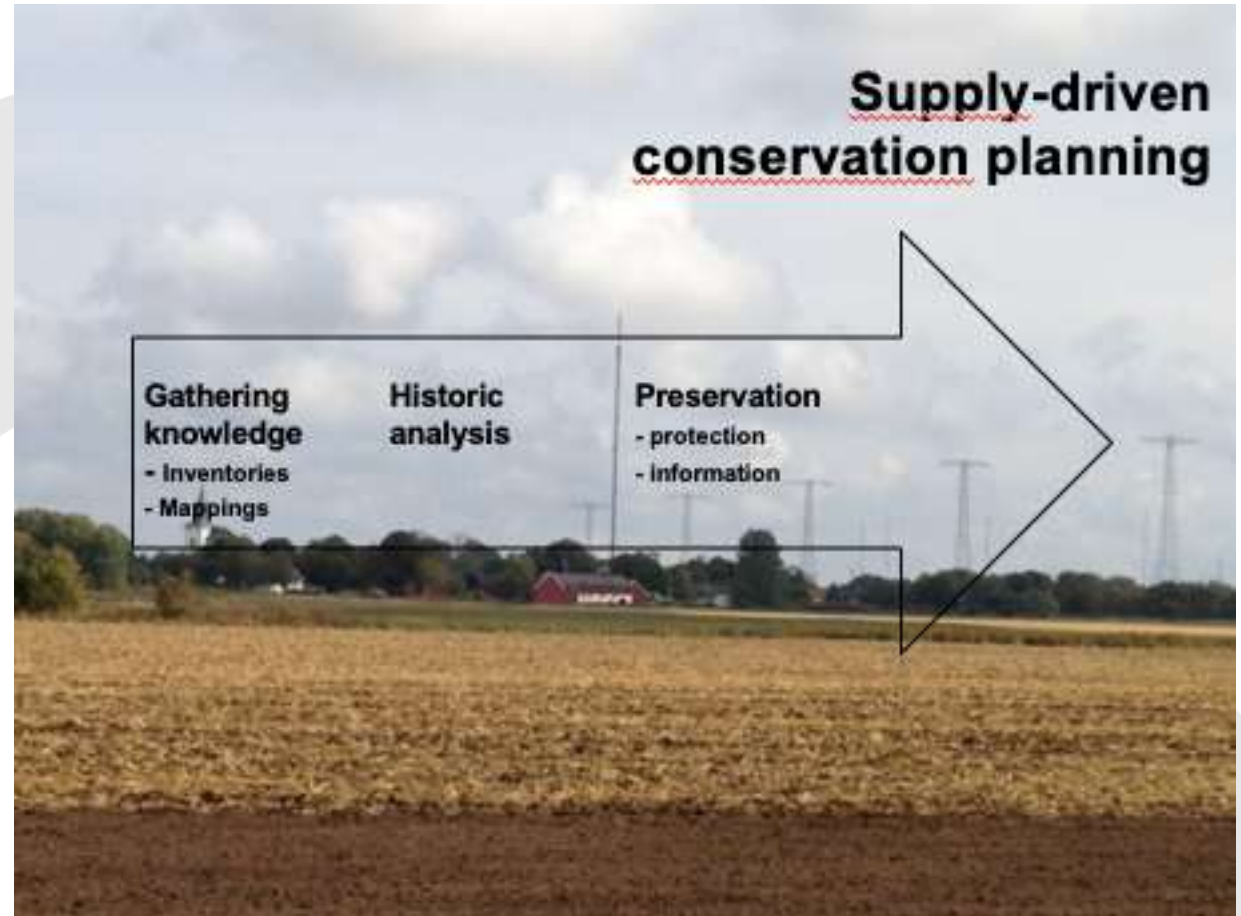 Supply-driven
conservation planning
Gathering
knowledge
- Inventories
- Mappings
Historic
analysis
Preservation
- protection
- information